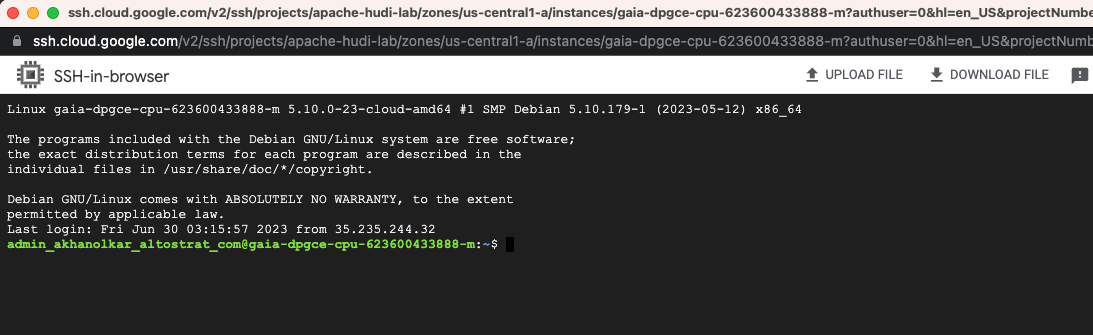 ssh.cloud.google.com/v2/ssh/projects/apache-hudi-lab/zones/us-central1-a/instances/gaia-dpgce-cpu-623600433888-m?authuser=0&hl=en_US&projectNumbe
ssh.cloud.google.com/v2/ssh/projects/apache-hudi-lab/zones/us-central1-a/instances/gaia-dpgce-cpu-623600433888-m?authuser=0&hl=en_US&projectNumb
SSH-in-browser UPLOAD FILE DOWNLOAD FILE
Linux gaia-dpgce-cpu-623600433888-m 5.10.0-23-cloud-amd64 #1 SMP Debian 5.10.179-1 (2023-05-12) x86_64
The programs included with the Debian GNU/Linux system are free software;
the exact distribution terms for each program are described in the
individual files in /usr/share/doc/*/copyright.
Debian GNU/Linux comes with ABSOLUTELY NO WARRANTY, to the extent
permitted by applicable law.
Last login: Fri Jun 30 03:15:57 2023 from 35.235.244.32
admin_akhanolkar_altostrat_com@gaia-dpgce-cpu-623600433888-m:~$